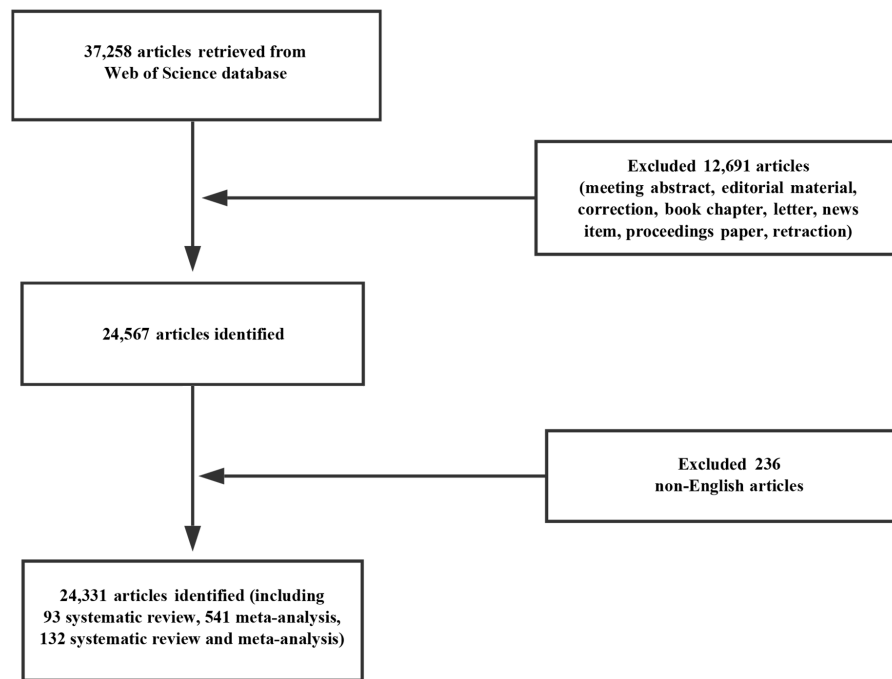 37,258 articles retrieved from
Web of Science database
Excluded 12,691 articles
(meeting abstract, editorial material,
correction, book chapter, letter, news
item, proceedings paper, retraction)
24,567 articles identified
Excluded 236
non-English articles
24,331 articles identified (including
93 systematic review, 541 meta-analysis,
132 systematic review and meta-analysis)